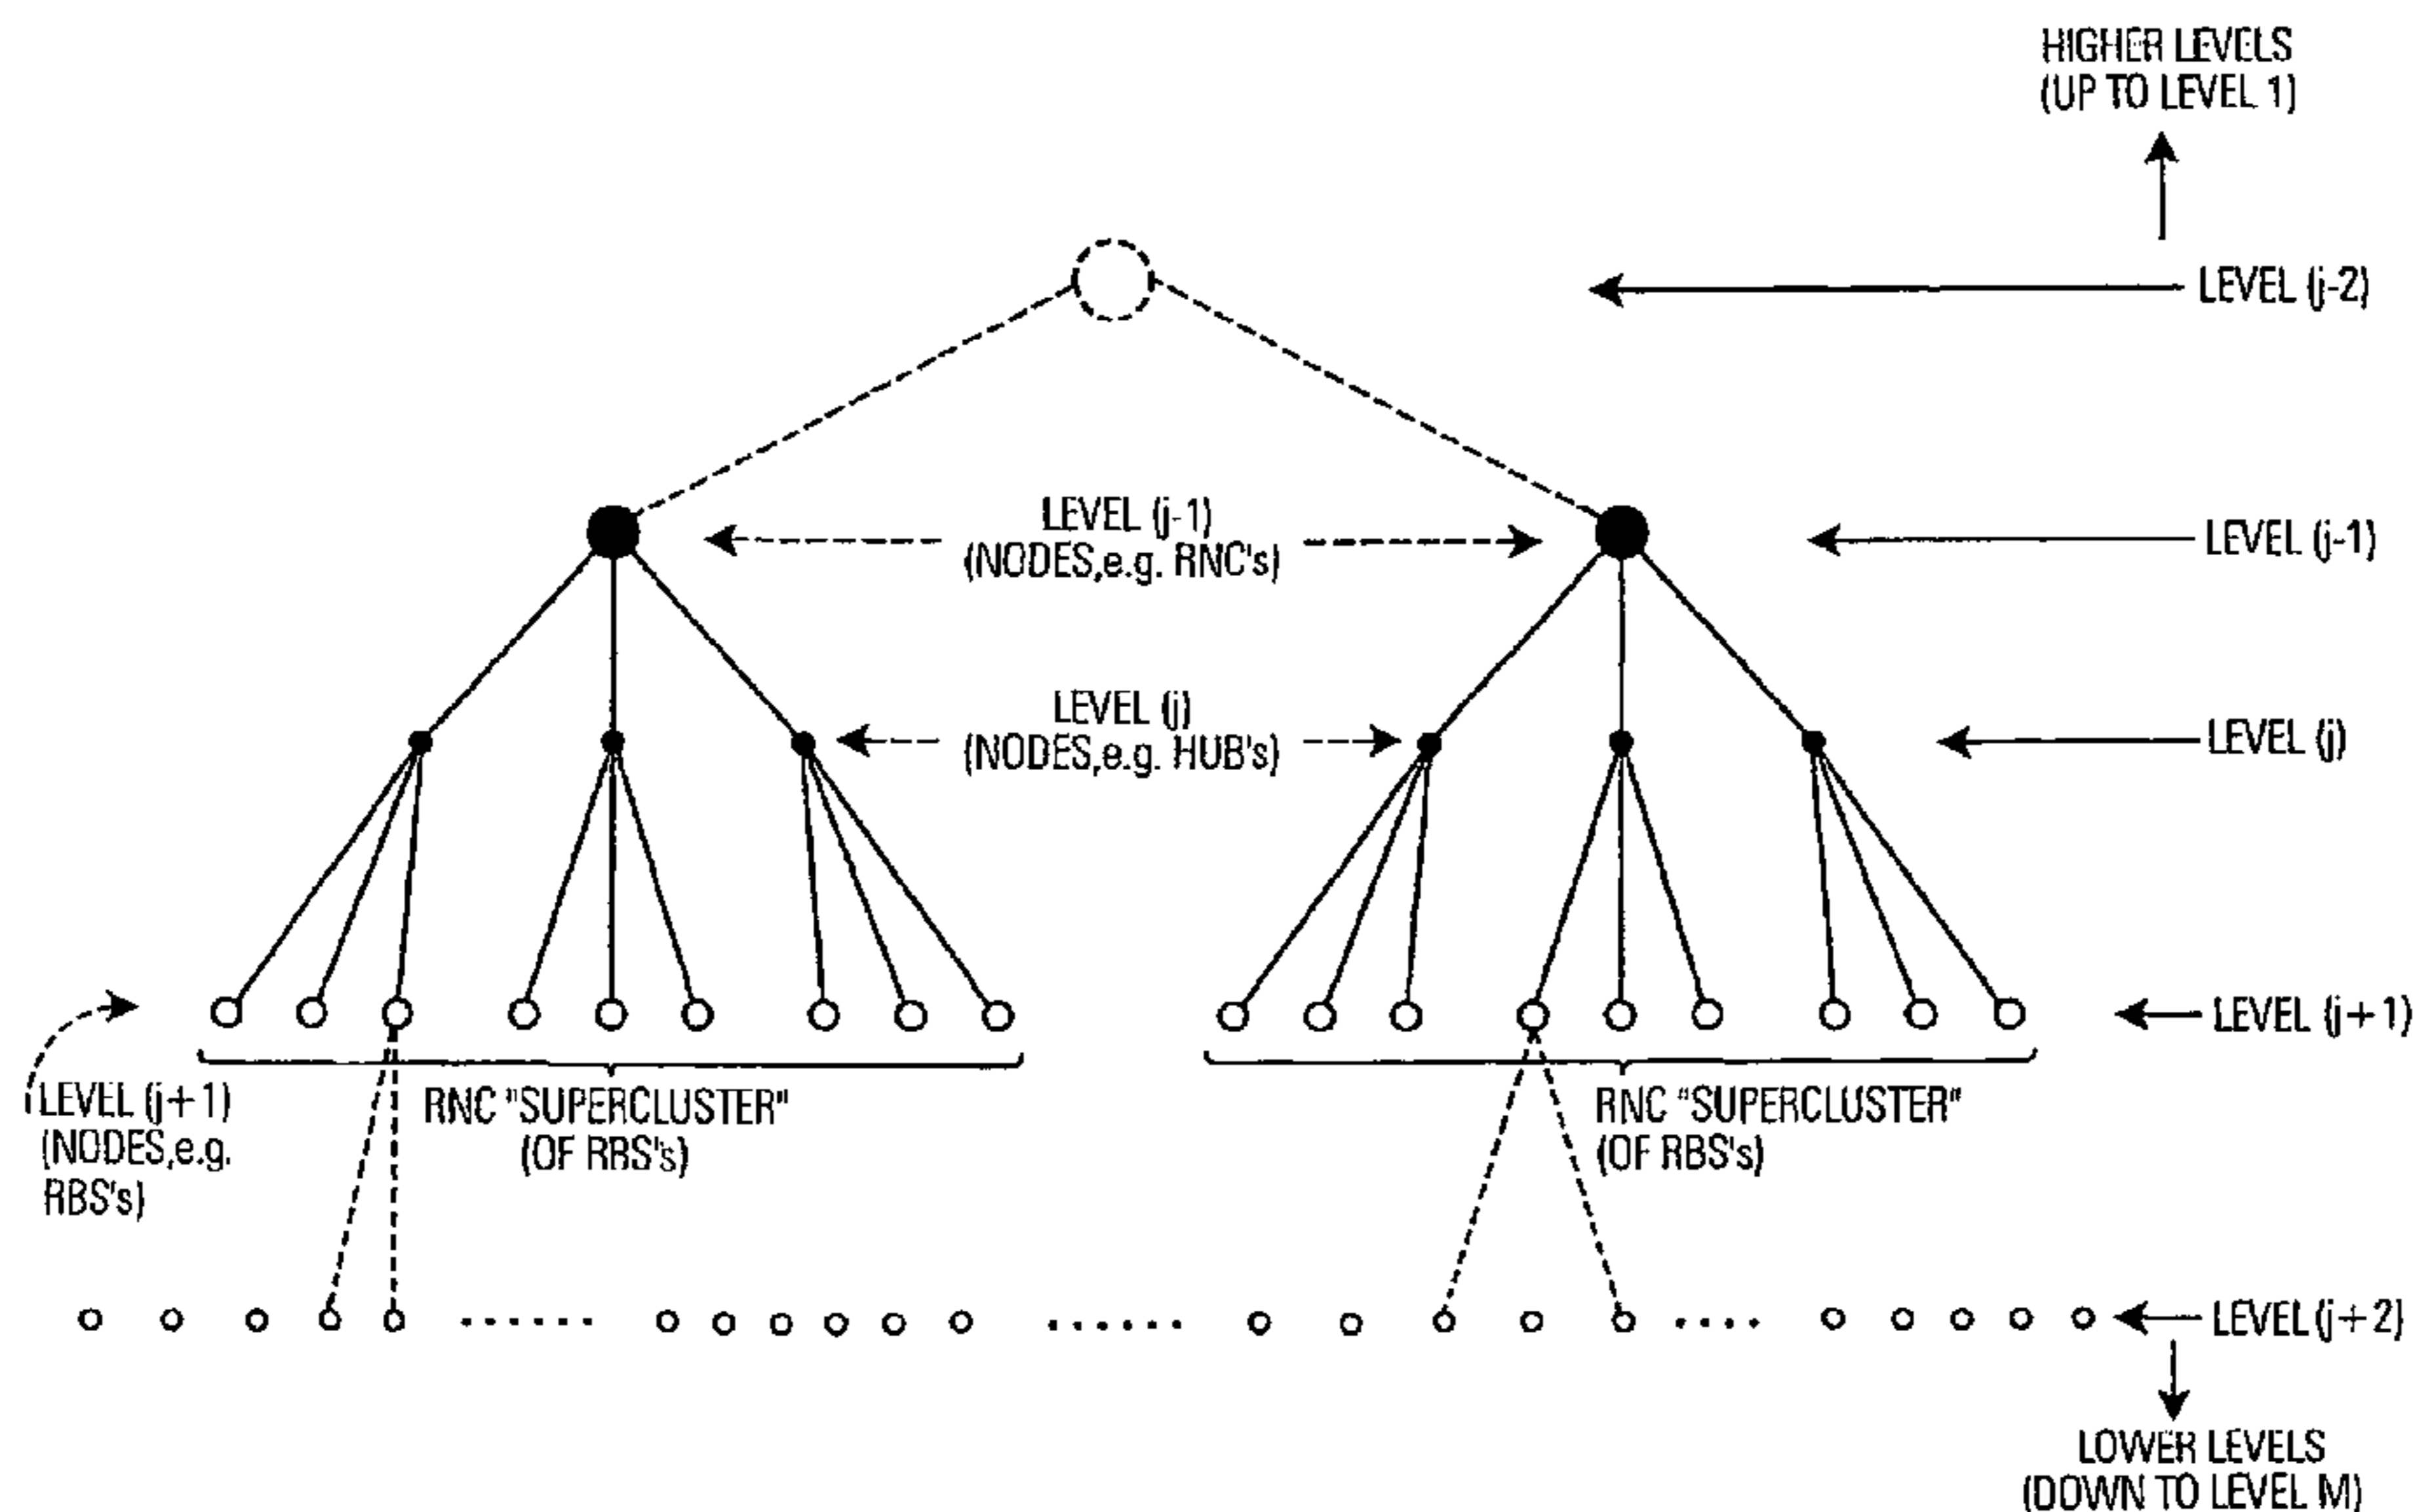 HIGHER LEVELS
(UP TO LEVEL 1)
LEVEL (j-2)
LEVEL (j-1)
(NODES,e.g. RNC's)
LEVEL (j-1)
LEVEL (j)
(NODES,e.g. HUB's)
LEVEL (j)
LEVEL (j+1)
LEVEL (j+1)
(NODES,e.g.
RBS's)
RNC "SUPERCLUSTER"
(OF RBS's)
RNC "SUPERCLUSTER"
(OF RBS's)
LEVEL (j+2)
LOWER LEVELS
(DOWN TO LEVEL M)